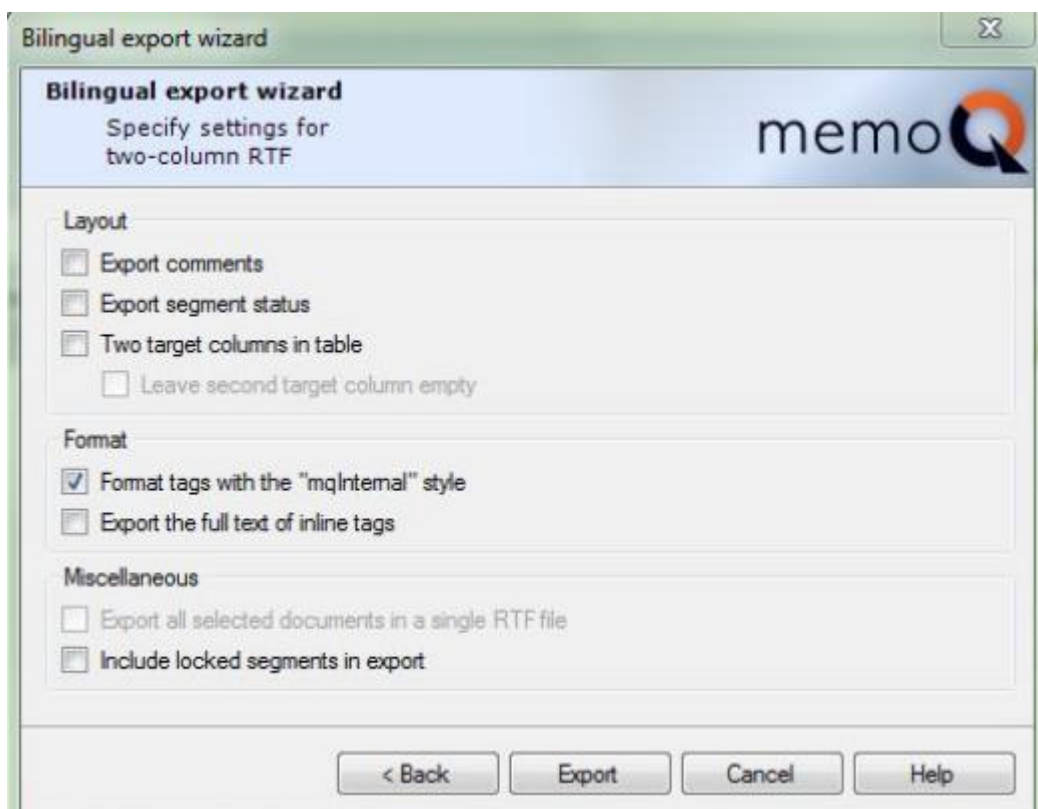 Bilingual export wizard
Bilingual export wizard
Specify settings for
two-column RTF
memoQ
Layout
Export comments
Export segment status
Two target columns in table
Leave second target column empty
Format
Format tags with the "mqInternal" style
Export the full text of inline tags
Miscellaneous
Export all selected documents in a single RTF file
Include locked segments in export
< Back Export Cancel Help